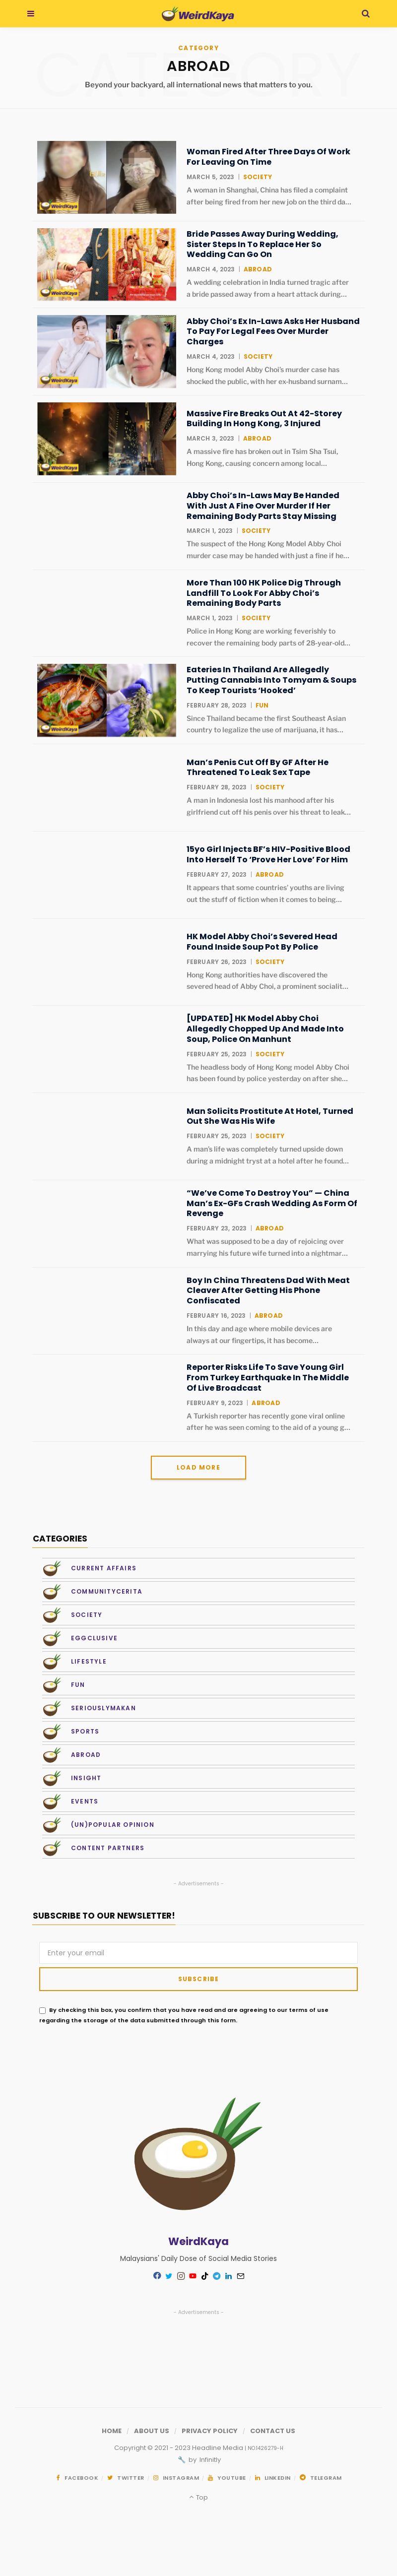 WeirdKaya
CATEGORY
CATEGORY
ABROAD
Beyond your backyard, all international news that matters to you.
WeirdKaya
Woman Fired After Three Days Of Work
For Leaving On Time
MARCH 5, 2023 | SOCIETY
A woman in Shanghai, China has filed a complaint
after being fired from her new job on the third da...
WeirdKaya
Bride Passes Away During Wedding,
Sister Steps In To Replace Her So
Wedding Can Go On
MARCH 4, 2023 | ABROAD
A wedding celebration in India turned tragic after
a bride passed away from a heart attack during...
WeirdKaya
Abby Choi's Ex In-Laws Asks Her Husband
To Pay For Legal Fees Over Murder
Charges
MARCH 4, 2023 | SOCIETY
Hong Kong model Abby Choi's murder case has
shocked the public, with her ex-husband surnam...
WeirdKaya
Massive Fire Breaks Out At 42-Storey
Building In Hong Kong, 3 Injured
MARCH 3, 2023 | ABROAD
A massive fire has broken out in Tsim Sha Tsui,
Hong Kong, causing concern among local...
Abby Choi's In-Laws May Be Handed
With Just A Fine Over Murder If Her
Remaining Body Parts Stay Missing
MARCH 1, 2023 | SOCIETY
The suspect of the Hong Kong Model Abby Choi
murder case may be handed with just a fine if he...
More Than 100 HK Police Dig Through
Landfill To Look For Abby Choi's
Remaining Body Parts
MARCH 1, 2023 | SOCIETY
Police in Hong Kong are working feverishly to
recover the remaining body parts of 28-year-old...
WeirdKaya
Eateries In Thailand Are Allegedly
Putting Cannabis Into Tomyam & Soups
To Keep Tourists 'Hooked'
FEBRUARY 28, 2023 | FUN
Since Thailand became the first Southeast Asian
country to legalize the use of marijuana, it has...
Man's Penis Cut Off By GF After He
Threatened To Leak Sex Tape
FEBRUARY 28, 2023 | SOCIETY
A man in Indonesia lost his manhood after his
girlfriend cut off his penis over his threat to leak...
15yo Girl Injects BF's HIV-Positive Blood
Into Herself To 'Prove Her Love' For Him
FEBRUARY 27, 2023 | ABROAD
It appears that some countries' youths are living
out the stuff of fiction when it comes to being...
HK Model Abby Choi's Severed Head
Found Inside Soup Pot By Police
FEBRUARY 26, 2023 | SOCIETY
Hong Kong authorities have discovered the
severed head of Abby Choi, a prominent socialit...
[UPDATED] HK Model Abby Choi
Allegedly Chopped Up And Made Into
Soup, Police On Manhunt
FEBRUARY 25, 2023 | SOCIETY
The headless body of Hong Kong model Abby Choi
has been found by police yesterday on after she...
Man Solicits Prostitute At Hotel, Turned
Out She Was His Wife
FEBRUARY 25, 2023 | SOCIETY
A man's life was completely turned upside down
during a midnight tryst at a hotel after he found...
"We've Come To Destroy You" — China
Man's Ex-GFs Crash Wedding As Form Of
Revenge
FEBRUARY 23, 2023 | ABROAD
What was supposed to be a day of rejoicing over
marrying his future wife turned into a nightmar...
Boy In China Threatens Dad With Meat
Cleaver After Getting His Phone
Confiscated
FEBRUARY 16, 2023 | ABROAD
In this day and age where mobile devices are
always at our fingertips, it has become...
Reporter Risks Life To Save Young Girl
From Turkey Earthquake In The Middle
Of Live Broadcast
FEBRUARY 9, 2023 | ABROAD
A Turkish reporter has recently gone viral online
after he was seen coming to the aid of a young g...
LOAD MORE
CATEGORIES
CURRENT AFFAIRS
COMMUNITYCERITA
SOCIETY
EGGCLUSIVE
LIFESTYLE
FUN
SERIOUSLYMAKAN
SPORTS
ABROAD
INSIGHT
EVENTS
(UN)POPULAR OPINION
CONTENT PARTNERS
- Advertisements -
SUBSCRIBE TO OUR NEWSLETTER!
Enter your email
SUBSCRIBE
By checking this box, you confirm that you have read and are agreeing to our terms of use
regarding the storage of the data submitted through this form.
WeirdKaya
Malaysians' Daily Dose of Social Media Stories
- Advertisements -
HOME / ABOUT US / PRIVACY POLICY / CONTACT US
Copyright © 2021 - 2023 Headline Media | NO.1426279-H
by Infinitly
FACEBOOK / TWITTER / INSTAGRAM / YOUTUBE / LINKEDIN / TELEGRAM
Top